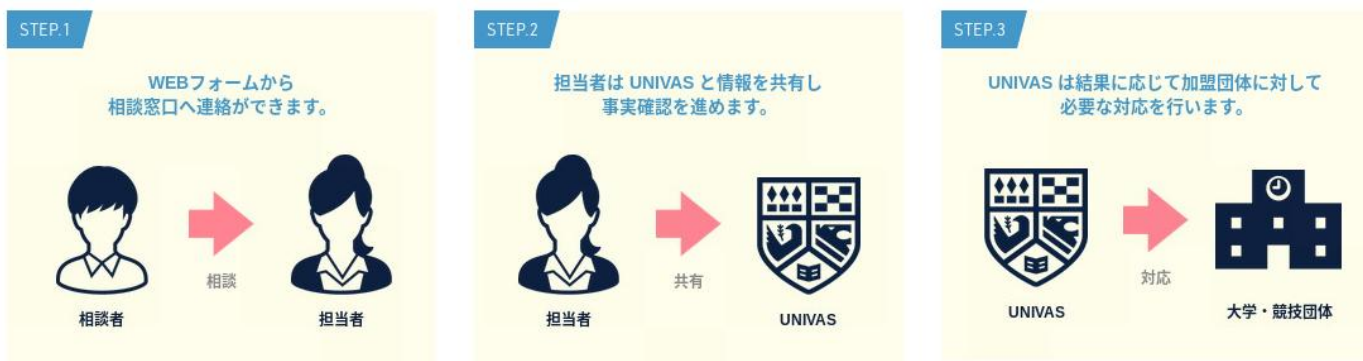 STEP.1
WEBフォームから
相談窓口へ連絡ができます。
相談
相談者
担当者
STEP.2
担当者は UNIVAS と情報を共有し
事実確認を進めます。
共有
担当者
UNIVAS
STEP.3
UNIVAS は結果に応じて加盟団体に対して
必要な対応を行います。
対応
UNIVAS
大学・競技団体